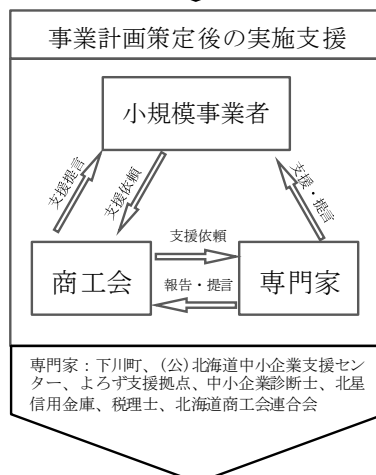 事業計画策定後の実施支援
小規模事業者
支援提言
支援依頼
支援・提言
支援依頼
商工会
専門家
報告・提言
専門家：下川町、(公)北海道中小企業支援セン
ター、よろず支援拠点、中小企業診断士、北星
信用金庫、税理士、北海道商工会連合会